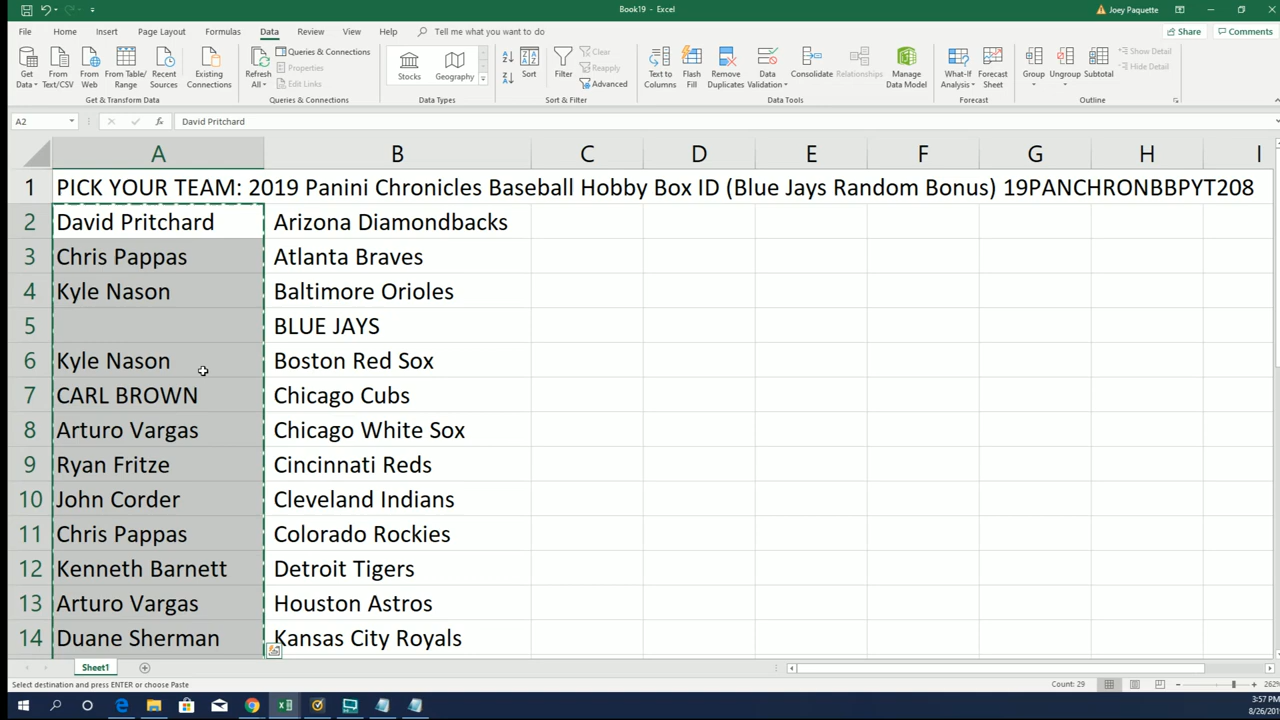 Book19 - Excel
Joey Paquette
File Home Insert Page Layout Formulas Data Review View Help Tell me what you want to do Share Comments
Get Data From Text/CSV From Web From Table/Range Recent Sources Existing Connections
Get & Transform Data
Refresh All Queries & Connections Properties Edit Links
Queries & Connections
Stocks Geography
Data Types
Sort Filter Clear Reapply Advanced
Sort & Filter
Text to Columns Flash Fill Remove Duplicates Data Validation Consolidate Relationships Manage Data Model
Data Tools
What-If Analysis Forecast Sheet
Forecast
Group Ungroup Subtotal Show Detail Hide Detail
Outline
A2 fx David Pritchard
A B C D E F G H I
1 PICK YOUR TEAM: 2019 Panini Chronicles Baseball Hobby Box ID (Blue Jays Random Bonus) 19PANCHRONBBPYT208
2 David Pritchard Arizona Diamondbacks
3 Chris Pappas Atlanta Braves
4 Kyle Nason Baltimore Orioles
5 BLUE JAYS
6 Kyle Nason Boston Red Sox
7 CARL BROWN Chicago Cubs
8 Arturo Vargas Chicago White Sox
9 Ryan Fritze Cincinnati Reds
10 John Corder Cleveland Indians
11 Chris Pappas Colorado Rockies
12 Kenneth Barnett Detroit Tigers
13 Arturo Vargas Houston Astros
14 Duane Sherman Kansas City Royals
Sheet1
Select destination and press ENTER or choose Paste Count: 29 262%
3:57 PM
8/26/201